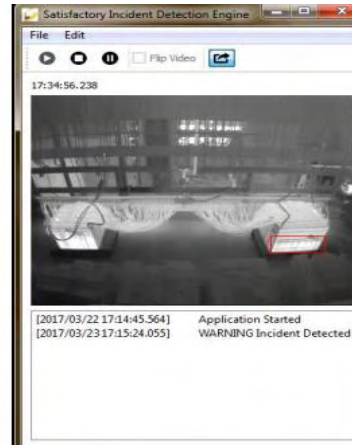 Satisfactory Incident Detection Engine
File Edit
Flip Video
17:34:56.238
[2017/03/22 17:14:45.564] Application Started
[2017/03/23 17:15:24.055] WARNING Incident Detected